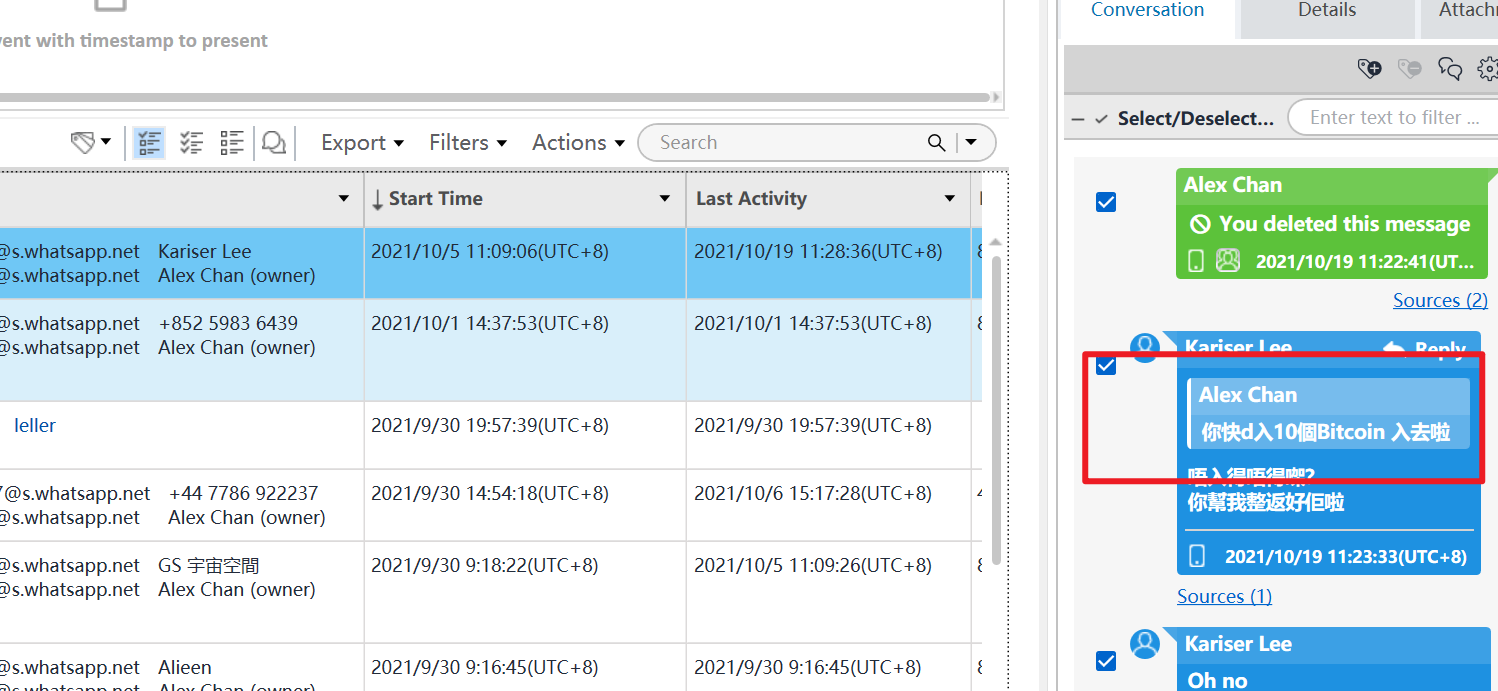 vent with timestamp to present
Export
Filters
Actions
Search
Start Time
Last Activity
@s.whatsapp.net Kariser Lee
@s.whatsapp.net Alex Chan (owner)
2021/10/5 11:09:06(UTC+8)
2021/10/19 11:28:36(UTC+8)
@s.whatsapp.net +852 5983 6439
@s.whatsapp.net Alex Chan (owner)
2021/10/1 14:37:53(UTC+8)
2021/10/1 14:37:53(UTC+8)
leller
2021/9/30 19:57:39(UTC+8)
2021/9/30 19:57:39(UTC+8)
7@s.whatsapp.net +44 7786 922237
@s.whatsapp.net Alex Chan (owner)
2021/9/30 14:54:18(UTC+8)
2021/10/6 15:17:28(UTC+8)
@s.whatsapp.net GS 宇宙空間
@s.whatsapp.net Alex Chan (owner)
2021/9/30 9:18:22(UTC+8)
2021/10/5 11:09:26(UTC+8)
@s.whatsapp.net Alieen
@s.whatsapp.net Alex Chan (owner)
2021/9/30 9:16:45(UTC+8)
2021/9/30 9:16:45(UTC+8)
Conversation
Details
Attachm
Select/Deselect...
Enter text to filter ...
Alex Chan
You deleted this message
2021/10/19 11:22:41(UT...
Sources (2)
Kariser Lee
Reply
Alex Chan
你快d入10個Bitcoin 入去啦
唔入得唔得㗎?
你幫我整返好佢啦
2021/10/19 11:23:33(UTC+8)
Sources (1)
Kariser Lee
Oh no